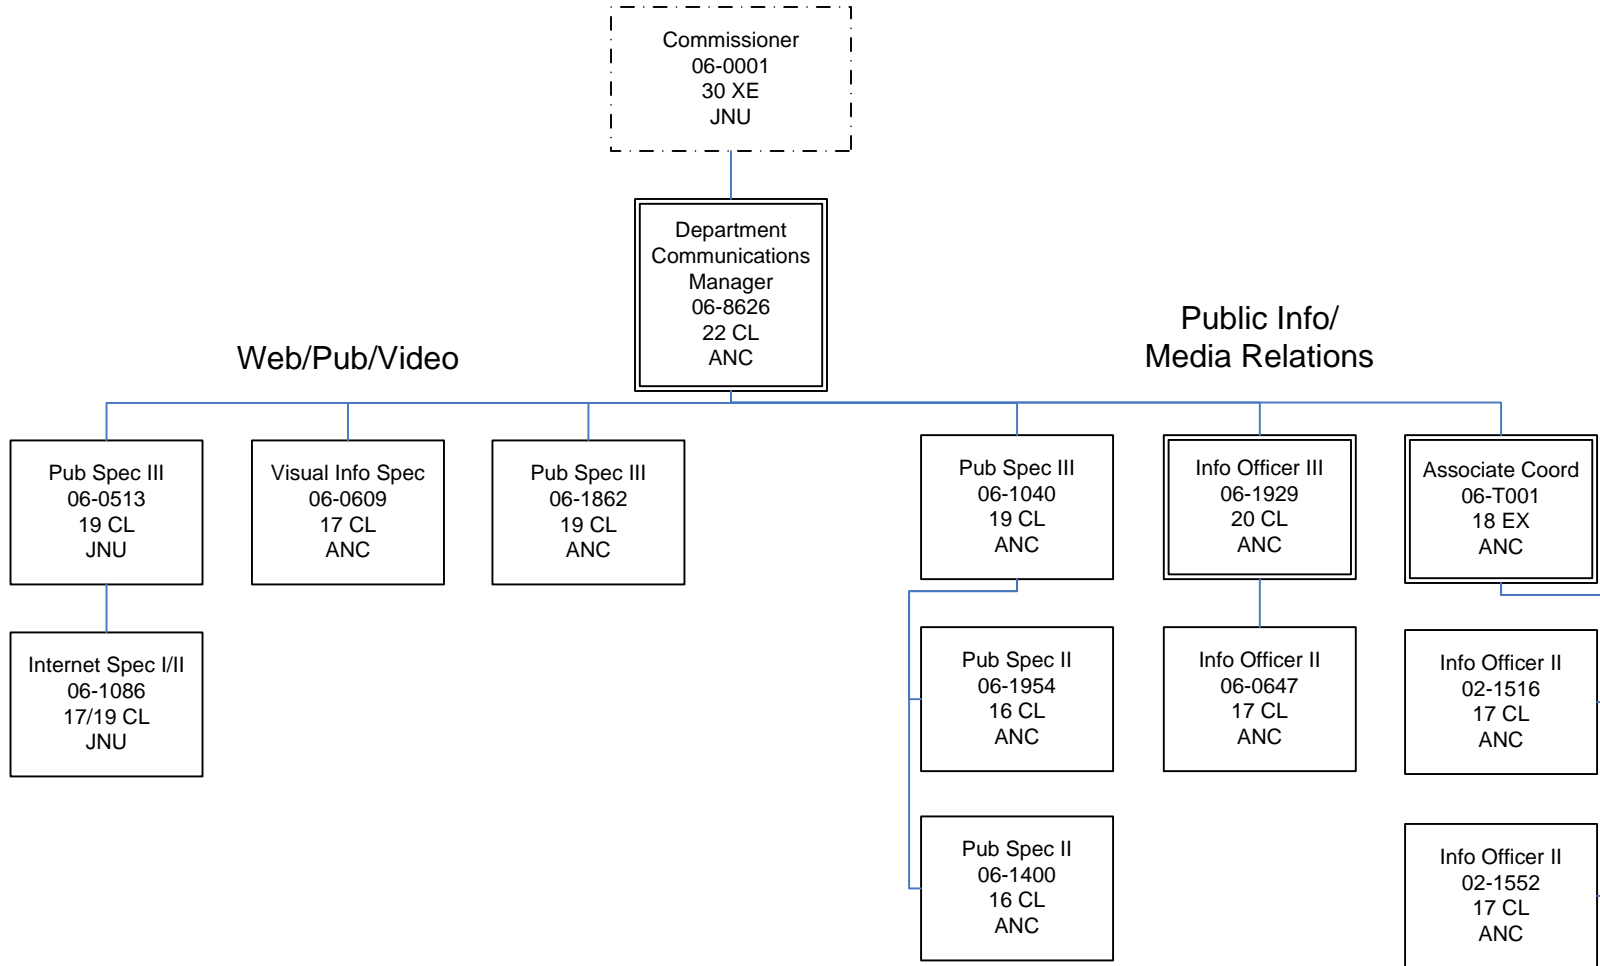 Commissioner
06-0001
30 XE
JNU
Department
Communications
Manager
06-8626
22 CL
ANC
Web/Pub/Video
Public Info/
Media Relations
Pub Spec III
06-0513
19 CL
JNU
Visual Info Spec
06-0609
17 CL
ANC
Pub Spec III
06-1862
19 CL
ANC
Pub Spec III
06-1040
19 CL
ANC
Info Officer III
06-1929
20 CL
ANC
Associate Coord
06-T001
18 EX
ANC
Internet Spec I/II
06-1086
17/19 CL
JNU
Pub Spec II
06-1954
16 CL
ANC
Info Officer II
06-0647
17 CL
ANC
Info Officer II
02-1516
17 CL
ANC
Pub Spec II
06-1400
16 CL
ANC
Info Officer II
02-1552
17 CL
ANC